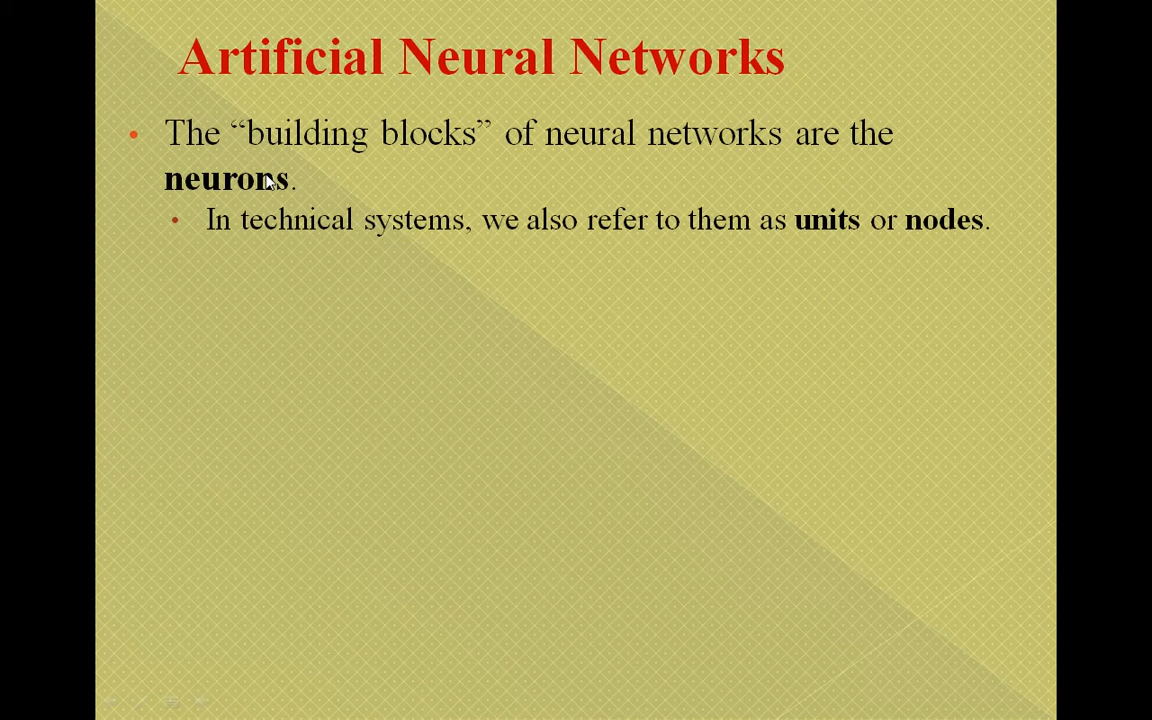 Artificial Neural Networks
• The “building blocks” of neural networks are the
neurons.
• In technical systems, we also refer to them as units or nodes.